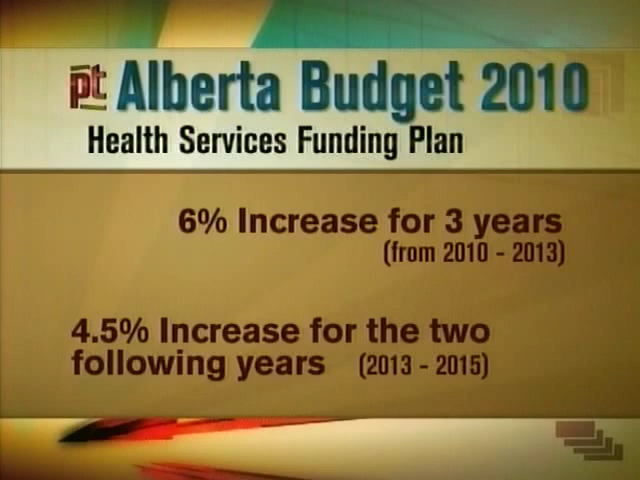 pt Alberta Budget 2010
Health Services Funding Plan
6% Increase for 3 years
(from 2010 - 2013)
4.5% Increase for the two
following years (2013 - 2015)